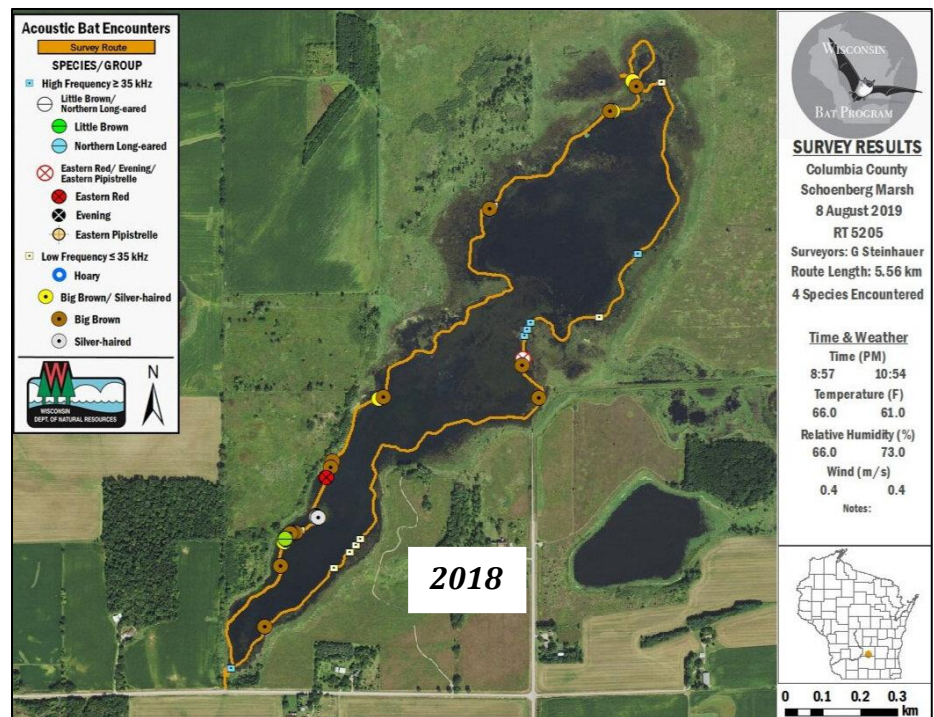 Acoustic Bat Encounters
Survey Route
SPECIES/GROUP
High Frequency ≥ 35 kHz
Little Brown/
Northern Long-eared
Little Brown
Northern Long-eared
Eastern Red/ Evening/
Eastern Pipistrelle
Eastern Red
Evening
Eastern Pipistrelle
Low Frequency ≤ 35 kHz
Hoary
Big Brown/ Silver-haired
Big Brown
Silver-haired
W
WISCONSIN
DEPT. OF NATURAL RESOURCES
N
2018
WISCONSIN
BAT PROGRAM
SURVEY RESULTS
Columbia County
Schoenberg Marsh
8 August 2019
RT 5205
Surveyors: G Steinhauer
Route Length: 5.56 km
4 Species Encountered
Time & Weather
Time (PM)
8:57 10:54
Temperature (F)
66.0 61.0
Relative Humidity (%)
66.0 73.0
Wind (m/s)
0.4 0.4
Notes:
0 0.1 0.2 0.3
km